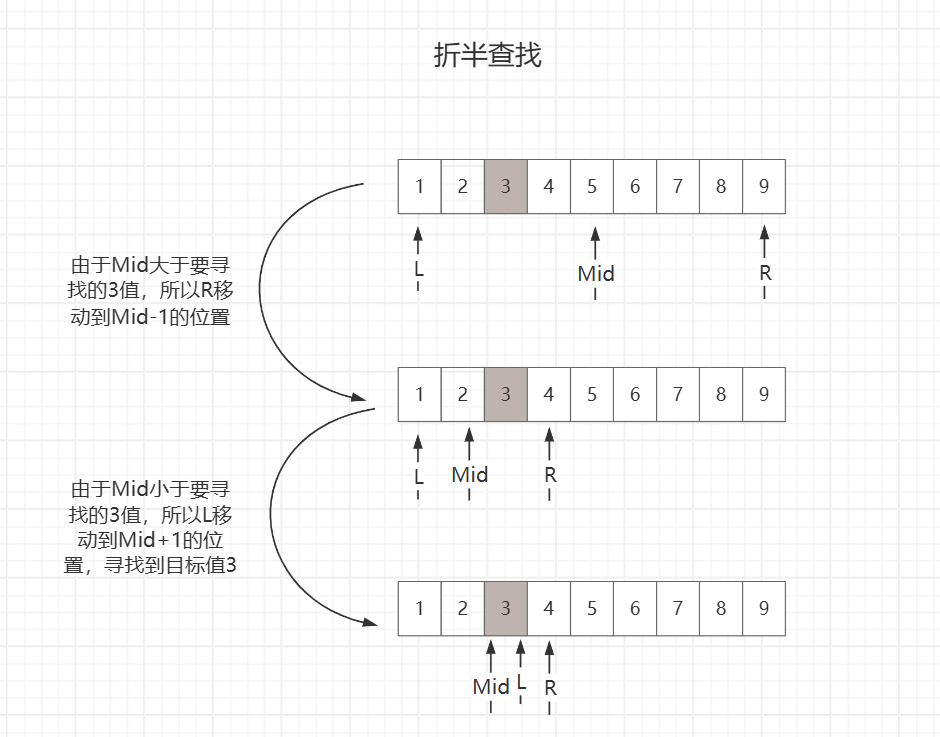 折半查找
1 2 3 4 5 6 7 8 9
L Mid R
由于Mid大于要寻
找的3值，所以R移
动到Mid-1的位置
1 2 3 4 5 6 7 8 9
L Mid R
由于Mid小于要寻
找的3值，所以L移
动到Mid+1的位
置，寻找到目标值3
1 2 3 4 5 6 7 8 9
Mid L R